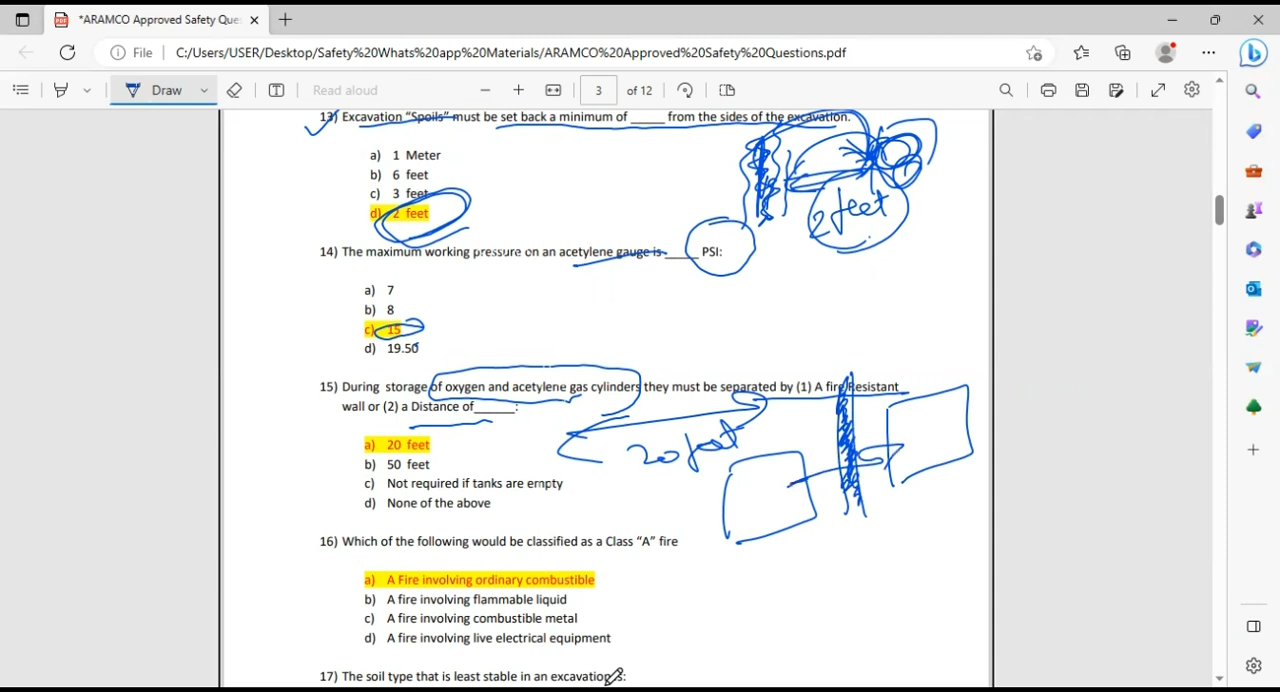 *ARAMCO Approved Safety Que
File
C:/Users/USER/Desktop/Safety%20Whats%20app%20Materials/ARAMCO%20Approved%20Safety%20Questions.pdf
Draw
Read aloud
3 of 12
13) Excavation "Spoils" must be set back a minimum of _____ from the sides of the excavation.
a) 1 Meter
b) 6 feet
c) 3 feet
d) 2 feet
2 feet
14) The maximum working pressure on an acetylene gauge is _____ PSI:
a) 7
b) 8
c) 15
d) 19.50
15) During storage of oxygen and acetylene gas cylinders they must be separated by (1) A fire Resistant
wall or (2) a Distance of______:
20 feet
a) 20 feet
b) 50 feet
c) Not required if tanks are empty
d) None of the above
16) Which of the following would be classified as a Class "A" fire
a) A Fire involving ordinary combustible
b) A fire involving flammable liquid
c) A fire involving combustible metal
d) A fire involving live electrical equipment
17) The soil type that is least stable in an excavation is: